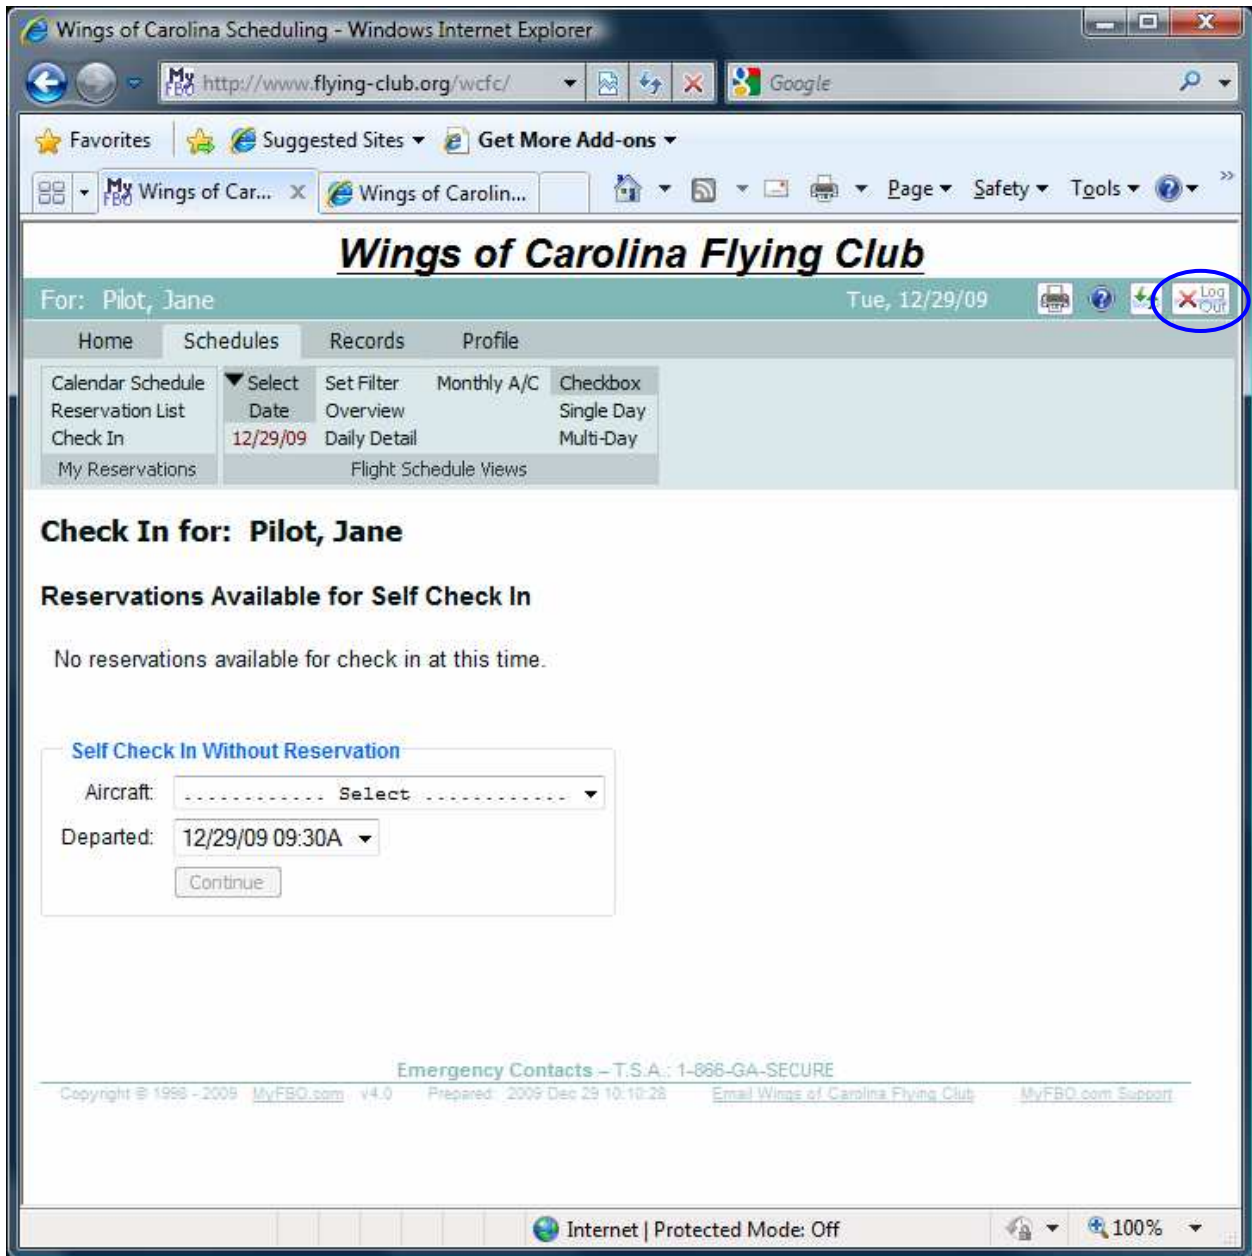 Wings of Carolina Scheduling - Windows Internet Explorer
My FBO http://www.flying-club.org/wcfc/ Google
Favorites Suggested Sites Get More Add-ons
My FBO Wings of Car... X Wings of Carolin... Page Safety Tools »
Wings of Carolina Flying Club
For: Pilot, Jane Tue, 12/29/09 Log Out
Home Schedules Records Profile
Calendar Schedule Select Set Filter Monthly A/C Checkbox
Reservation List Date Overview Single Day
Check In 12/29/09 Daily Detail Multi-Day
My Reservations Flight Schedule Views
Check In for: Pilot, Jane
Reservations Available for Self Check In
No reservations available for check in at this time.
Self Check In Without Reservation
Aircraft: ............ Select ............
Departed: 12/29/09 09:30A
Continue
Emergency Contacts – T.S.A.: 1-866-GA-SECURE
Copyright © 1998 - 2009 MyFBO.com v4.0 Prepared: 2009 Dec 29 10:10:28 Email Wings of Carolina Flying Club MyFBO.com Support
Internet | Protected Mode: Off 100%